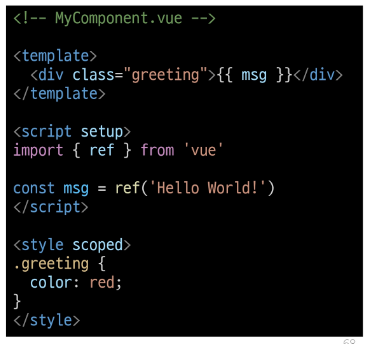 <!-- MyComponent.vue -->
<template>
  <div class="greeting">{{ msg }}</div>
</template>
<script setup>
import { ref } from 'vue'
const msg = ref('Hello World!')
</script>
<style scoped>
.greeting {
  color: red;
}
</style>
68